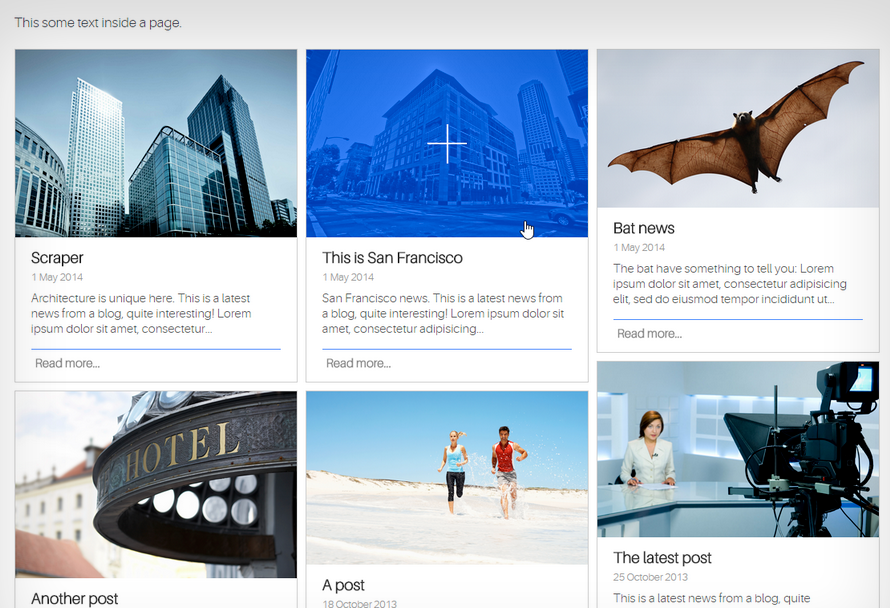 This some text inside a page.
Scraper
1 May 2014
Architecture is unique here. This is a latest
news from a blog, quite interesting! Lorem
ipsum dolor sit amet, consectetur...
Read more...
This is San Francisco
1 May 2014
San Francisco news. This is a latest news from
a blog, quite interesting! Lorem ipsum dolor sit
amet, consectetur adipisicing...
Read more...
Bat news
1 May 2014
The bat have something to tell you: Lorem
ipsum dolor sit amet, consectetur adipisicing
elit, sed do eiusmod tempor incididunt ut...
Read more...
HOTEL
Another post
A post
18 October 2013
The latest post
25 October 2013
This is a latest news from a blog, quite